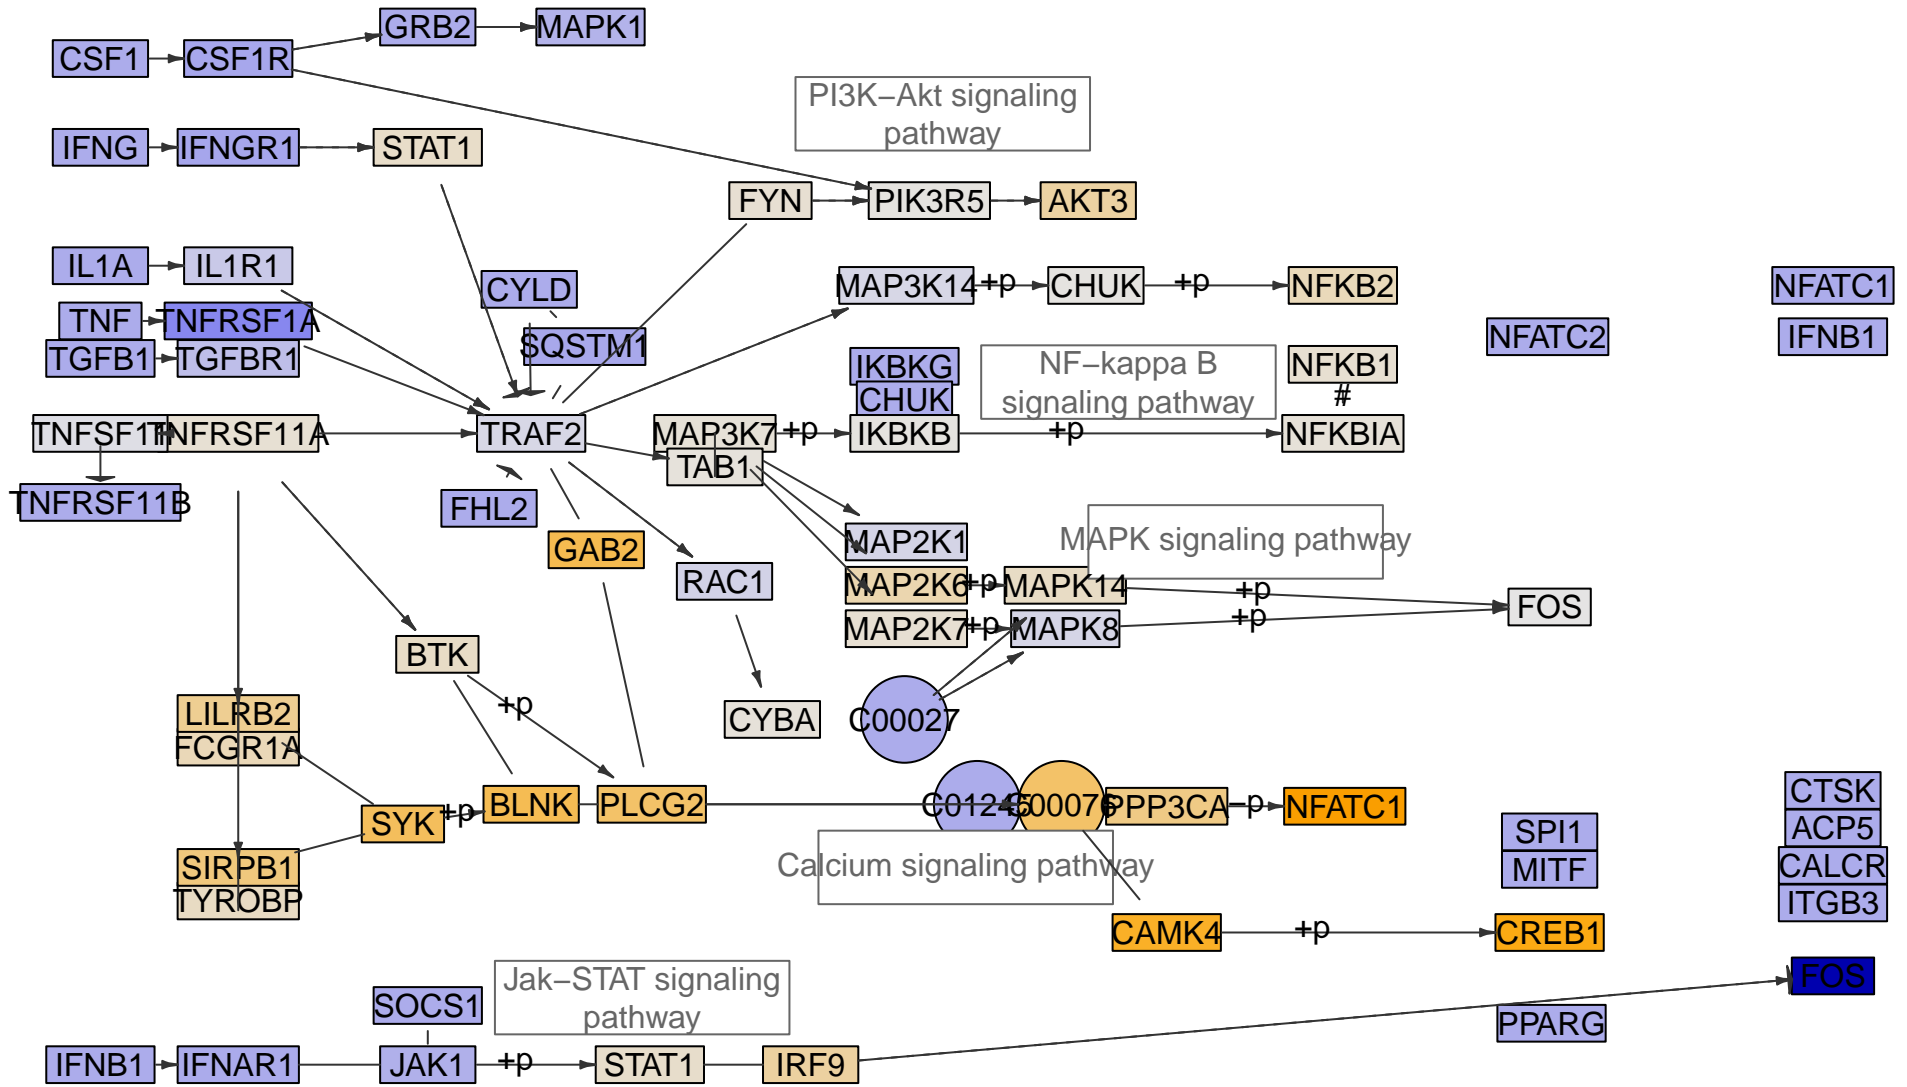 GRB2
MAPK1
CSF1
CSF1R
PI3K−Akt signaling
pathway
IFNG
IFNGR1
STAT1
FYN
PIK3R5
AKT3
IL1A
IL1R1
CYLD
MAP3K14
+p
CHUK
+p
NFKB2
NFATC1
TNF
TNFRSF1A
SQSTM1
NFATC2
IFNB1
TGFB1
TGFBR1
IKBKG
NF−kappa B
signaling pathway
NFKB1
CHUK
#
TNFSF11
TNFRSF11A
TRAF2
MAP3K7
+p
IKBKB
+p
NFKBIA
TAB1
TNFRSF11B
FHL2
GAB2
MAP2K1
MAPK signaling pathway
RAC1
MAP2K6
+p
MAPK14
+p
FOS
MAP2K7
+p
MAPK8
+p
BTK
+p
LILRB2
CYBA
C00027
FCGR1A
SYK
+p
BLNK
PLCG2
C01245
C00076
PPP3CA
−p
NFATC1
CTSK
SPI1
ACP5
SIRPB1
Calcium signaling pathway
MITF
CALCR
TYROBP
ITGB3
CAMK4
+p
CREB1
Jak−STAT signaling
pathway
FOS
SOCS1
PPARG
IFNB1
IFNAR1
JAK1
+p
STAT1
IRF9